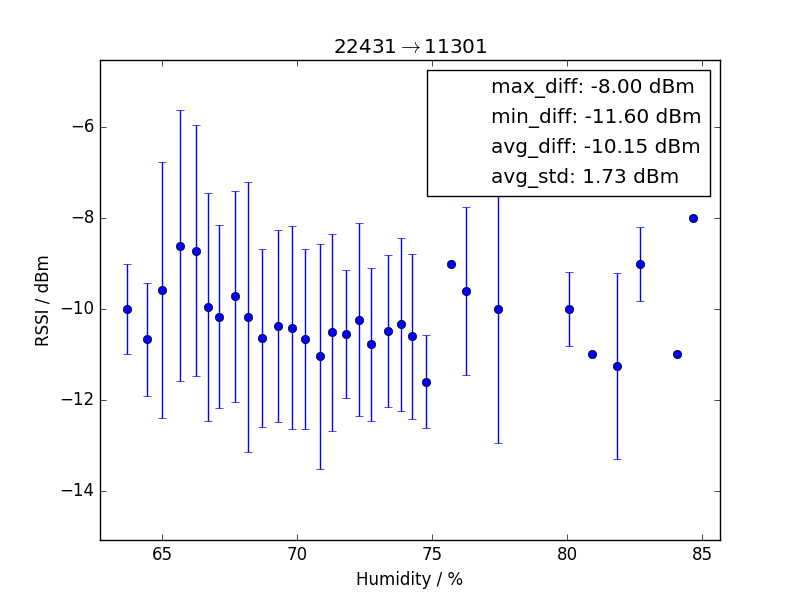 22431→11301
max_diff: -8.00 dBm
min_diff: -11.60 dBm
avg_diff: -10.15 dBm
avg_std: 1.73 dBm
RSSI / dBm
−6
−8
−10
−12
−14
65 70 75 80 85
Humidity / %